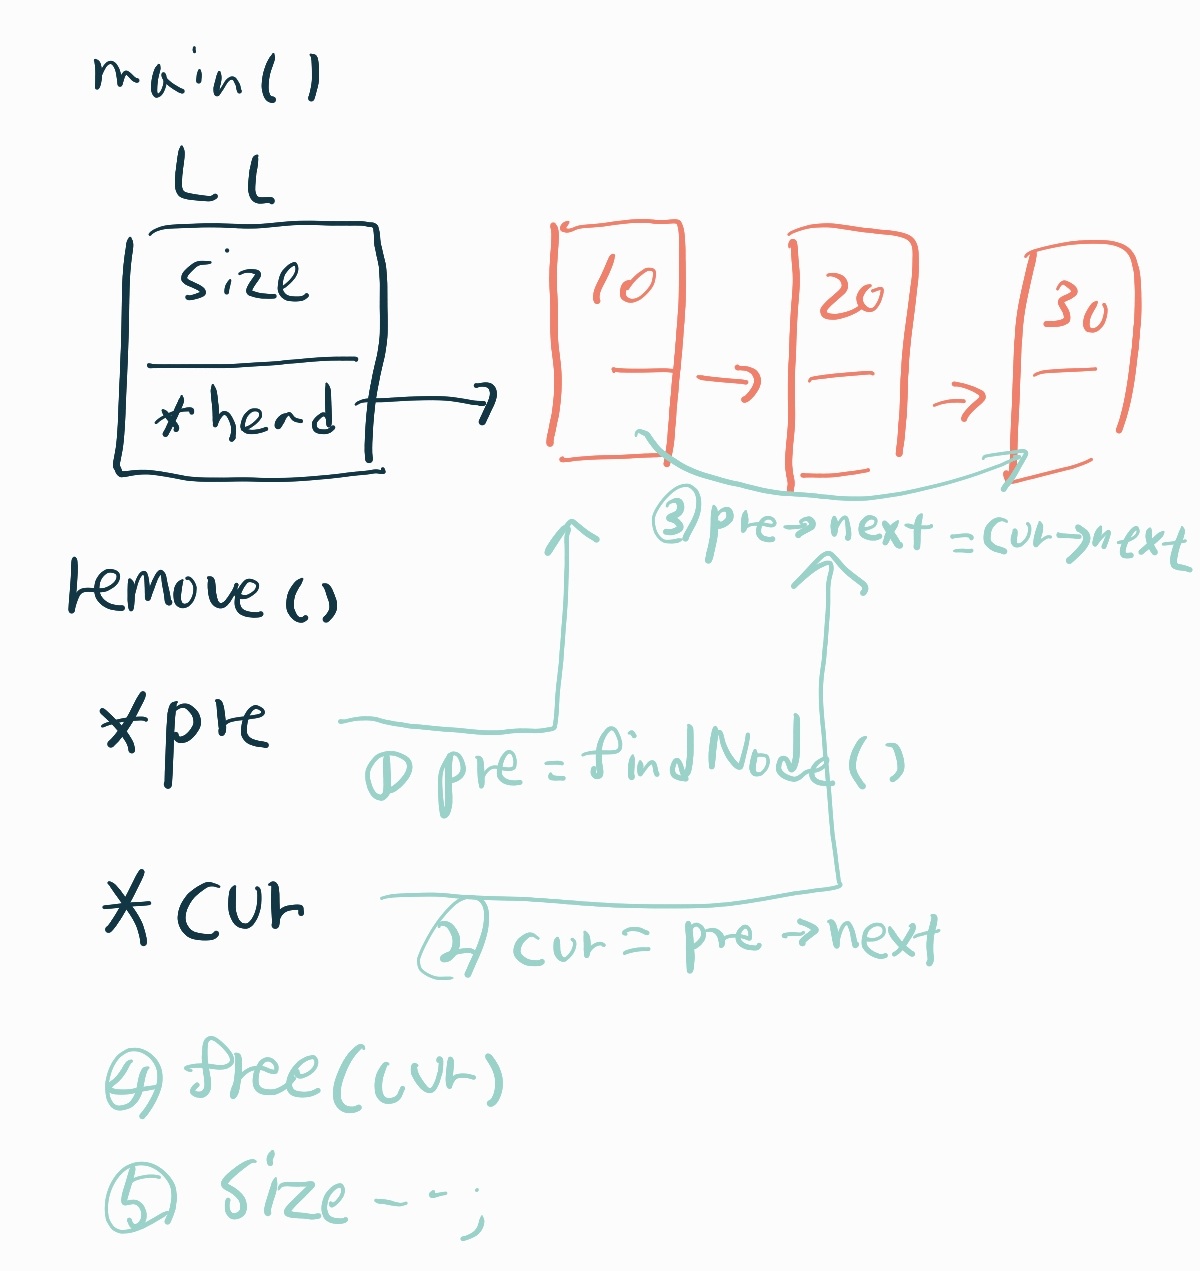 main()
LL
size
*head
10
20
30
③ pre→next = cur→next
remove()
*pre
① pre = findNode()
*cur
② cur = pre→next
④ free(cur)
⑤ size--;